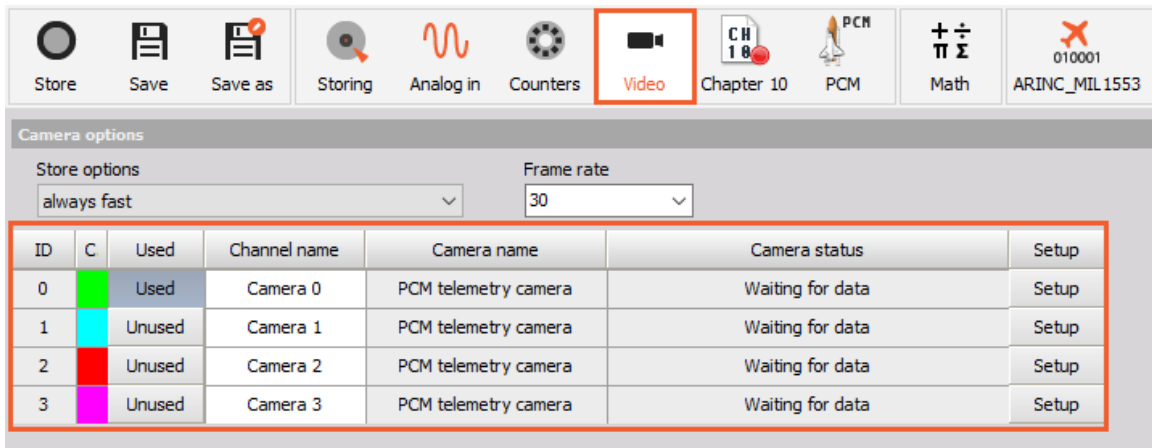 PCM
CH
10
π Σ
010001
Store Save Save as Storing Analog in Counters Video Chapter 10 PCM Math ARINC_MIL1553
Camera options
Store options Frame rate
always fast 30
ID C. Used Channel name Camera name Camera status Setup
0 Used Camera 0 PCM telemetry camera Waiting for data Setup
1 Unused Camera 1 PCM telemetry camera Waiting for data Setup
2 Unused Camera 2 PCM telemetry camera Waiting for data Setup
3 Unused Camera 3 PCM telemetry camera Waiting for data Setup